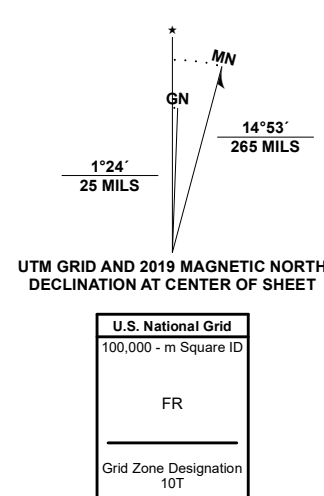 ★
MN
GN
14°53´
265 MILS
1°24´
25 MILS
UTM GRID AND 2019 MAGNETIC NORTH
DECLINATION AT CENTER OF SHEET
U.S. National Grid
100,000 - m Square ID
FR
Grid Zone Designation
10T